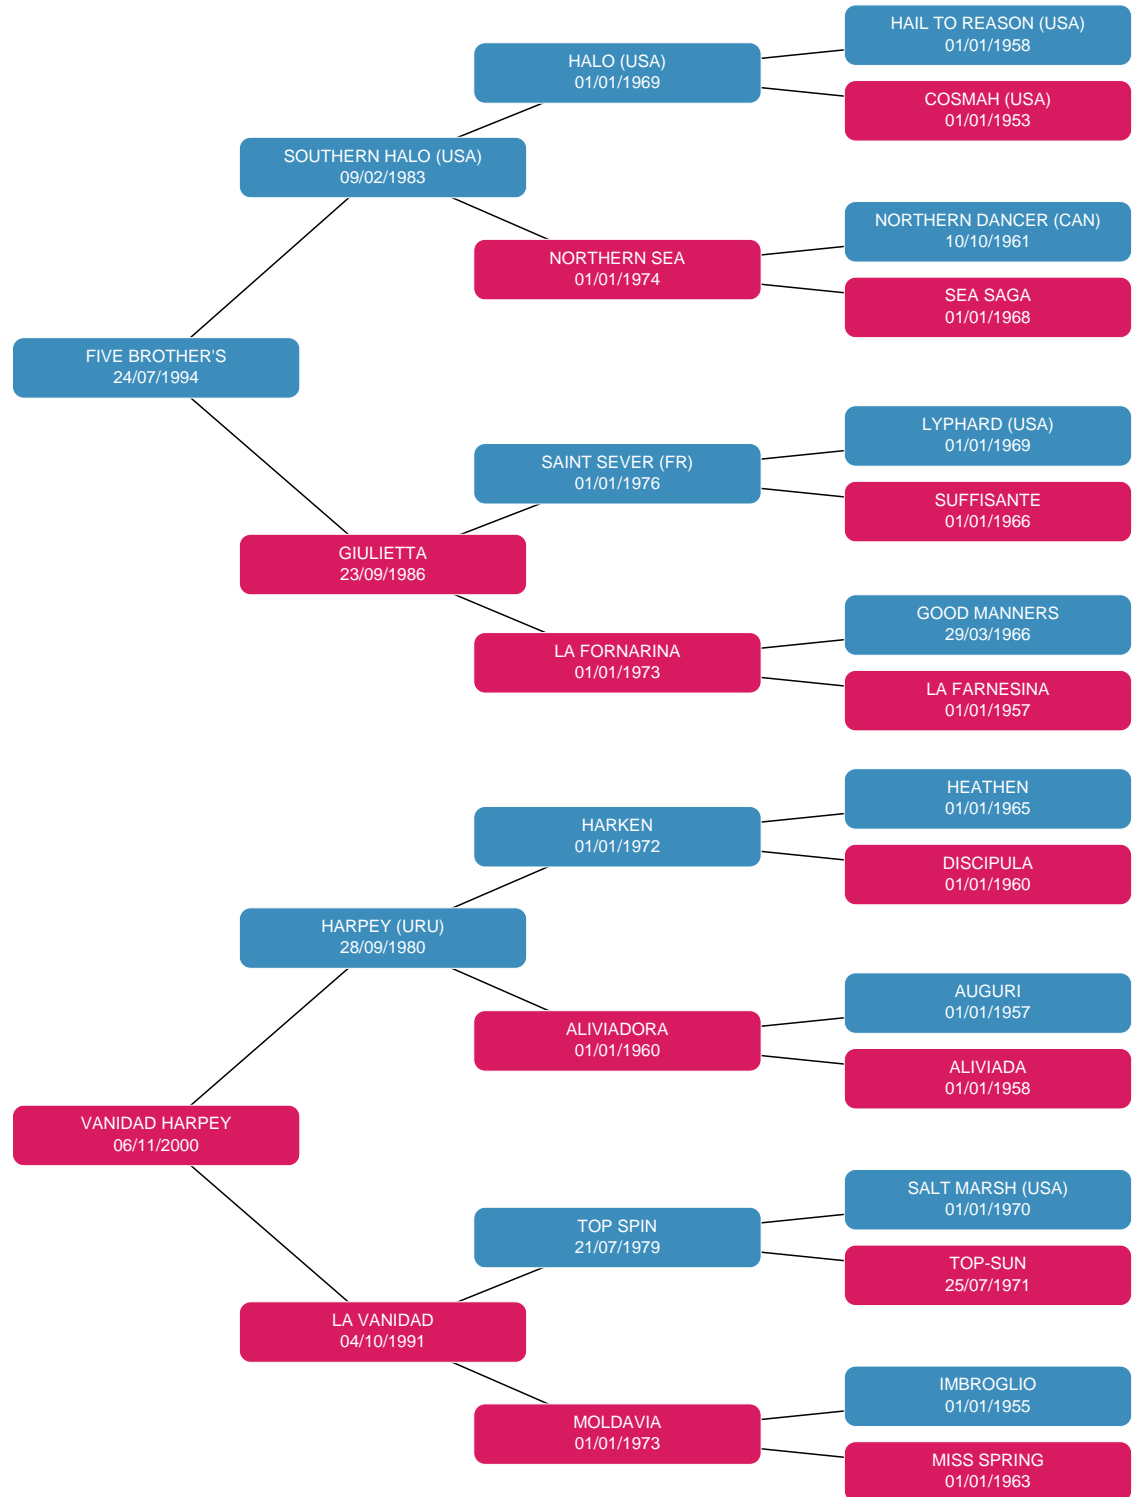 HAIL TO REASON (USA)
01/01/1958
HALO (USA)
01/01/1969
COSMAH (USA)
01/01/1953
SOUTHERN HALO (USA)
09/02/1983
NORTHERN DANCER (CAN)
10/10/1961
NORTHERN SEA
01/01/1974
SEA SAGA
01/01/1968
FIVE BROTHER'S
24/07/1994
LYPHARD (USA)
01/01/1969
SAINT SEVER (FR)
01/01/1976
SUFFISANTE
01/01/1966
GIULIETTA
23/09/1986
GOOD MANNERS
29/03/1966
LA FORNARINA
01/01/1973
LA FARNESINA
01/01/1957
HEATHEN
01/01/1965
HARKEN
01/01/1972
DISCIPULA
01/01/1960
HARPEY (URU)
28/09/1980
AUGURI
01/01/1957
ALIVIADORA
01/01/1960
ALIVIADA
01/01/1958
VANIDAD HARPEY
06/11/2000
SALT MARSH (USA)
01/01/1970
TOP SPIN
21/07/1979
TOP-SUN
25/07/1971
LA VANIDAD
04/10/1991
IMBROGLIO
01/01/1955
MOLDAVIA
01/01/1973
MISS SPRING
01/01/1963